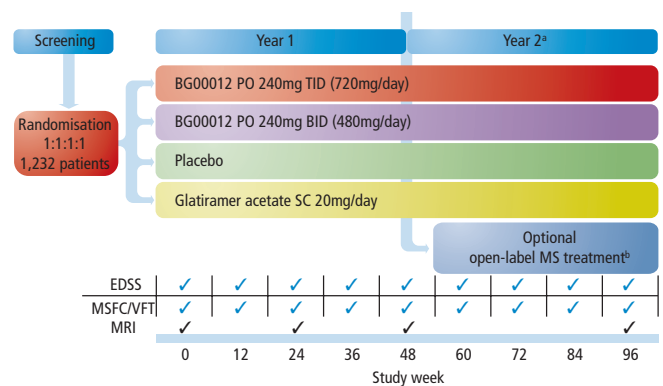 Screening
Year 1
Year 2ª
BG00012 PO 240mg TID (720mg/day)
Randomisation
1:1:1:1
1,232 patients
BG00012 PO 240mg BID (480mg/day)
Placebo
Glatiramer acetate SC 20mg/day
Optional
open-label MS treatmentᵇ
EDSS ✓ ✓ ✓ ✓ ✓ ✓ ✓ ✓ ✓
MSFC/VFT ✓ ✓ ✓ ✓ ✓ ✓ ✓ ✓ ✓
MRI ✓ ✓ ✓ ✓
0 12 24 36 48 60 72 84 96
Study week